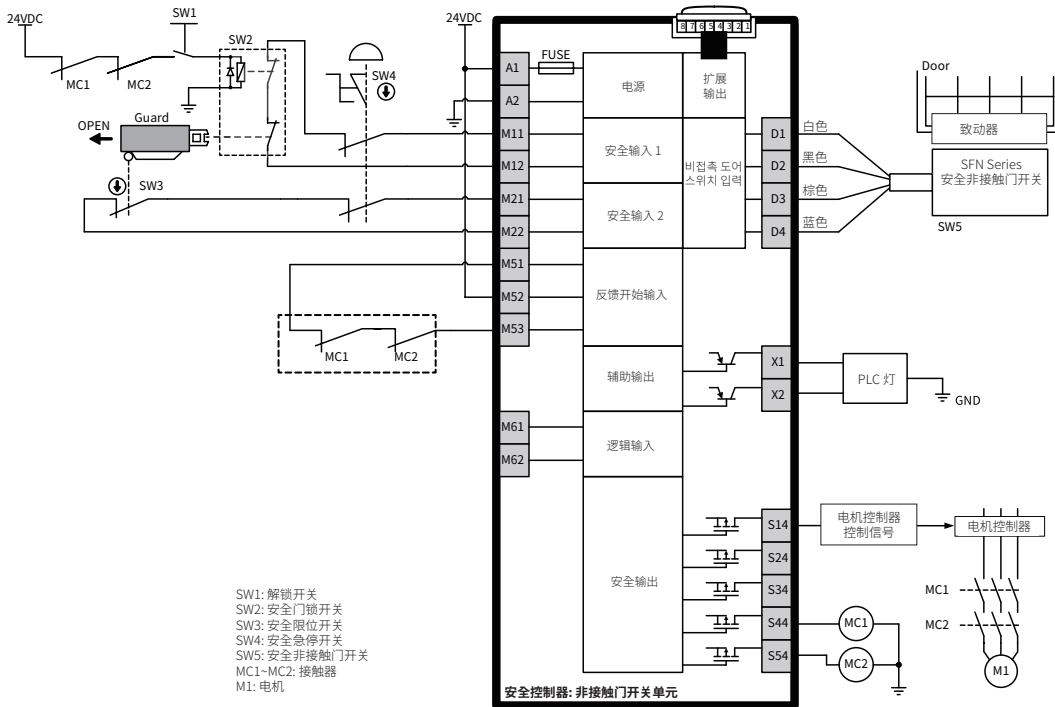 24VDC
SW1
MC1
MC2
SW2
SW4
OPEN
Guard
SW3
MC1
MC2
24VDC
FUSE
8 7 6 5 4 3 2 1
A1
A2
M11
M12
M21
M22
M51
M52
M53
M61
M62
电源
扩展
输出
安全输入 1
安全输入 2
비접촉 도어
스위치 입력
反馈开始输入
辅助输出
逻辑输入
安全输出
D1
D2
D3
D4
白色
黑色
棕色
蓝色
Door
致动器
SFN Series
安全非接触门开关
SW5
X1
X2
PLC 灯
GND
S14
S24
S34
S44
S54
电机控制器
控制信号
电机控制器
MC1
MC2
MC1
MC2
M1
SW1: 解锁开关
SW2: 安全门锁开关
SW3: 安全限位开关
SW4: 安全急停开关
SW5: 安全非接触门开关
MC1~MC2: 接触器
M1: 电机
安全控制器: 非接触门开关单元